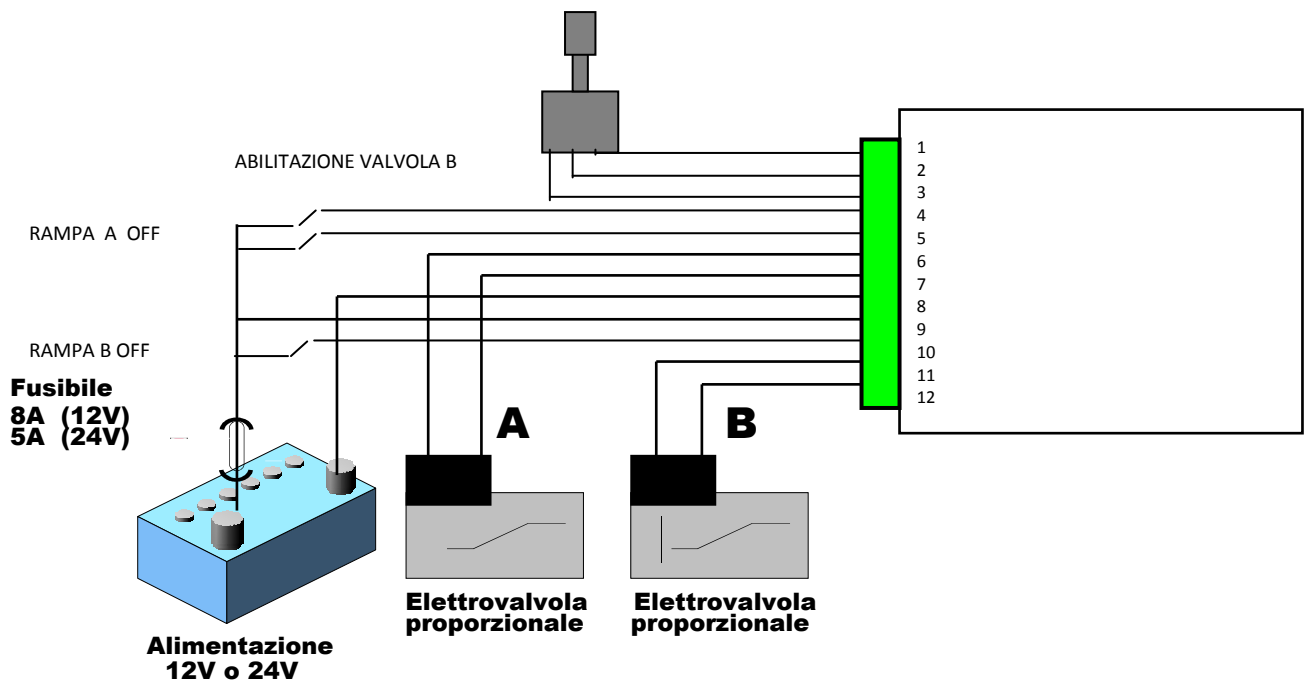 ABILITAZIONE VALVOLA B
1
2
3
4
5
6
7
8
9
10
11
12
RAMPA A OFF
RAMPA B OFF
Fusibile
8A (12V)
5A (24V)
A
B
Elettrovalvola
proporzionale
Elettrovalvola
proporzionale
Alimentazione
12V o 24V